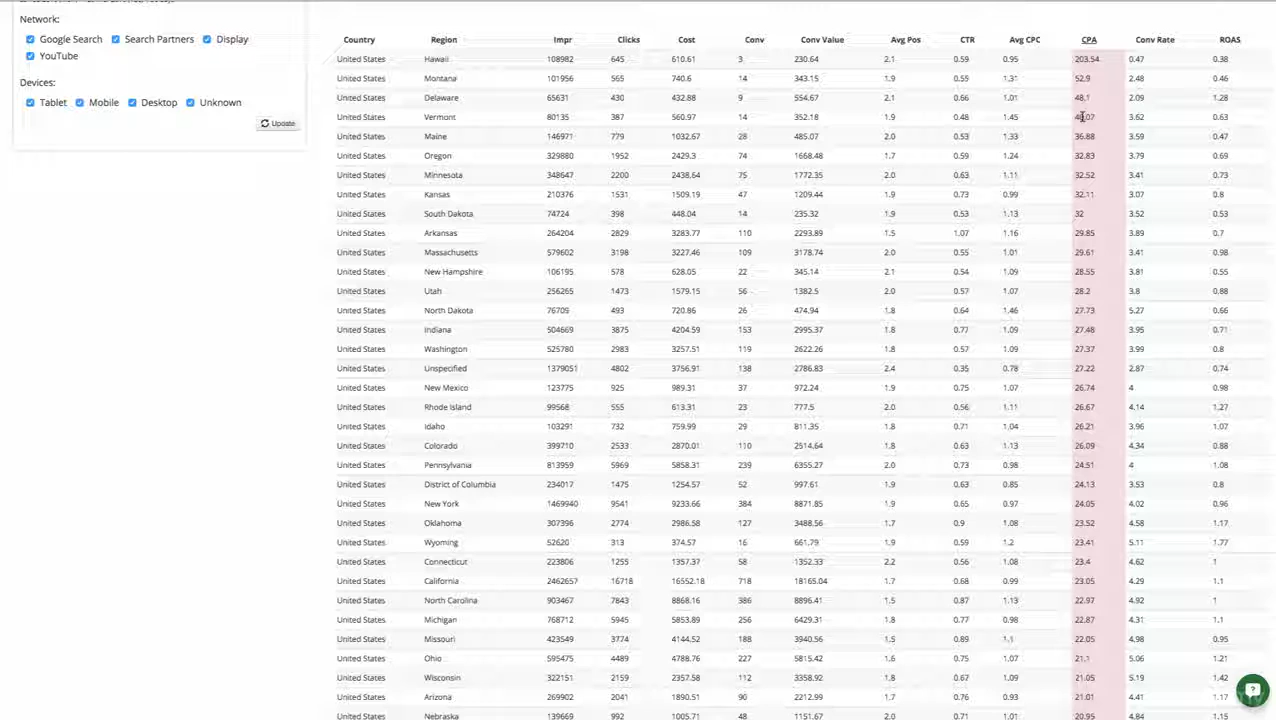 Network:
Google Search Search Partners Display
YouTube
Devices:
Tablet Mobile Desktop Unknown
Update
Country Region Impr Clicks Cost Conv Conv Value Avg Pos CTR Avg CPC CPA Conv Rate ROAS
United States Hawaii 108982 645 610.61 3 230.64 2.1 0.59 0.95 203.54 0.47 0.38
United States Montana 101956 565 740.6 14 343.15 1.9 0.55 1.31 52.9 2.48 0.46
United States Delaware 65631 430 432.88 9 554.67 2.1 0.66 1.01 48.1 2.09 1.28
United States Vermont 80135 387 560.97 14 352.18 1.9 0.48 1.45 3.62 0.63
United States Maine 146971 779 1032.67 28 485.07 2.0 0.53 1.33 36.88 3.59 0.47
United States Oregon 329880 1952 2429.3 74 1668.48 1.7 0.59 1.24 32.83 3.79 0.69
United States Minnesota 348647 2200 2438.64 75 1772.35 2.0 0.63 1.11 32.52 3.41 0.73
United States Kansas 210376 1531 1509.19 47 1209.44 1.9 0.73 0.99 32.11 3.07 0.8
United States South Dakota 74724 398 448.04 14 235.32 1.9 0.53 1.13 32 3.52 0.53
United States Arkansas 264204 2829 3283.77 110 2293.89 1.5 1.07 1.16 29.85 3.89 0.7
United States Massachusetts 579602 3198 3227.46 109 3178.74 2.0 0.55 1.01 29.61 3.41 0.98
United States New Hampshire 106195 578 628.05 22 345.14 2.1 0.54 1.09 28.55 3.81 0.55
United States Utah 256265 1473 1579.15 56 1382.5 2.0 0.57 1.07 28.2 3.8 0.88
United States North Dakota 76709 493 720.86 26 474.94 1.8 0.64 1.46 27.73 5.27 0.66
United States Indiana 504669 3875 4204.59 153 2995.37 1.8 0.77 1.09 27.48 3.95 0.71
United States Washington 525780 2983 3257.51 119 2622.26 1.8 0.57 1.09 27.37 3.99 0.8
United States Unspecified 1379051 4802 3756.91 138 2786.83 2.4 0.35 0.78 27.22 2.87 0.74
United States New Mexico 123775 925 989.31 37 972.24 1.9 0.75 1.07 26.74 4 0.98
United States Rhode Island 99568 555 613.31 23 777.5 2.0 0.56 1.11 26.67 4.14 1.27
United States Idaho 103291 732 759.99 29 811.35 1.8 0.71 1.04 26.21 3.96 1.07
United States Colorado 399710 2533 2870.01 110 2514.64 1.8 0.63 1.13 26.09 4.34 0.88
United States Pennsylvania 813959 5969 5858.31 239 6355.27 2.0 0.73 0.98 24.51 4 1.08
United States District of Columbia 234017 1475 1254.57 52 997.61 1.9 0.63 0.85 24.13 3.53 0.8
United States New York 1469940 9541 9233.66 384 8871.85 1.9 0.65 0.97 24.05 4.02 0.96
United States Oklahoma 307396 2774 2986.58 127 3488.56 1.7 0.9 1.08 23.52 4.58 1.17
United States Wyoming 52620 313 374.57 16 661.79 1.9 0.59 1.2 23.41 5.11 1.77
United States Connecticut 223806 1255 1357.37 58 1352.33 2.2 0.56 1.08 23.4 4.62 1
United States California 2462657 16718 16552.18 718 18165.04 1.7 0.68 0.99 23.05 4.29 1.1
United States North Carolina 903467 7843 8868.16 386 8896.41 1.5 0.87 1.13 22.97 4.92 1
United States Michigan 768712 5945 5853.89 256 6429.31 1.8 0.77 0.98 22.87 4.31 1.1
United States Missouri 423549 3774 4144.52 188 3940.56 1.5 0.89 1.1 22.05 4.98 0.95
United States Ohio 595475 4489 4788.76 227 5815.42 1.6 0.75 1.07 21.1 5.06 1.21
United States Wisconsin 322151 2159 2357.58 112 3358.92 1.8 0.67 1.09 21.05 5.19 1.42
United States Arizona 269902 2041 1890.51 90 2212.99 1.7 0.76 0.93 21.01 4.41 1.17
United States Nebraska 139669 992 1005.71 48 1151.67 2.0 0.71 1.01 20.95 4.84 1.15